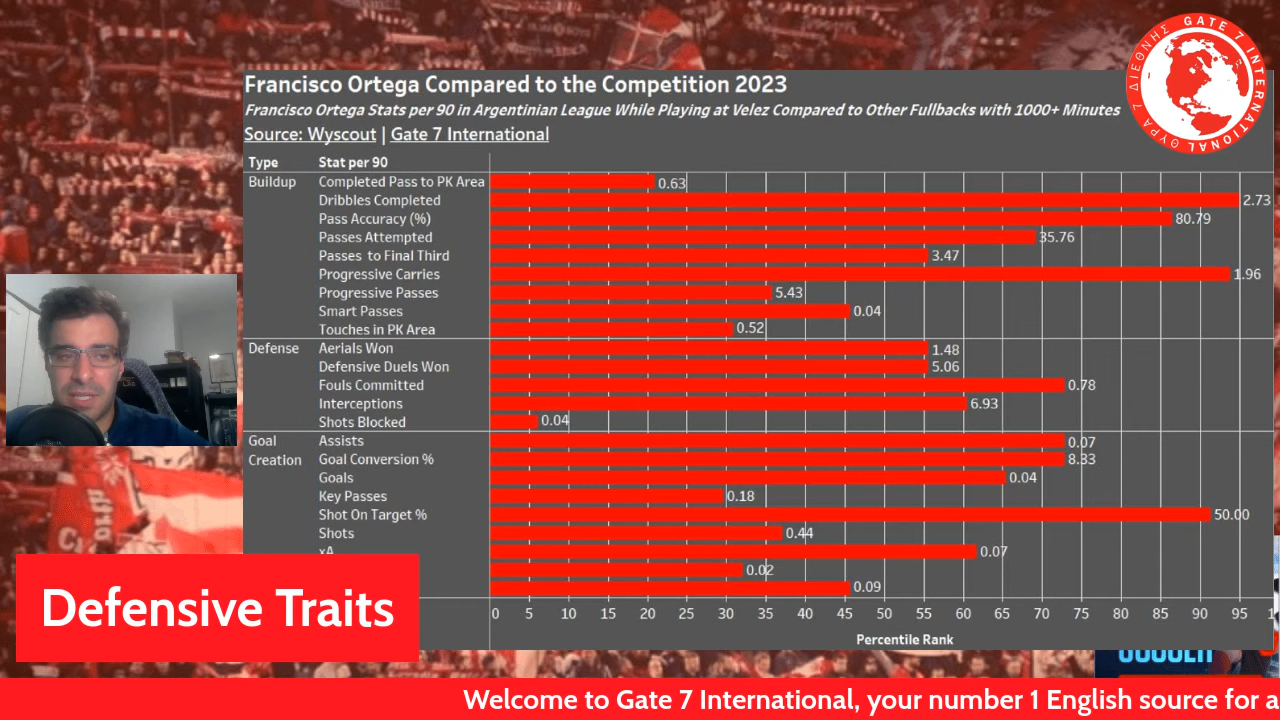 Francisco Ortega Compared to the Competition 2023
Francisco Ortega Stats per 90 in Argentinian League While Playing at Velez Compared to Other Fullbacks with 1000+ Minutes
Source: Wyscout | Gate 7 International
GATE 7 INTERNATIONAL
ΘΥΡΑ 7 ΔΙΕΘΝΗΣ
Type Stat per 90
Buildup Completed Pass to PK Area 0.63
Dribbles Completed 2.73
Pass Accuracy (%) 80.79
Passes Attempted 35.76
Passes to Final Third 3.47
Progressive Carries 1.96
Progressive Passes 5.43
Smart Passes 0.04
Touches in PK Area 0.52
Defense Aerials Won 1.48
Defensive Duels Won 5.06
Fouls Committed 0.78
Interceptions 6.93
Shots Blocked 0.04
Goal Creation Assists 0.07
Goal Conversion % 8.33
Goals 0.04
Key Passes 0.18
Shot On Target % 50.00
Shots 0.44
xA 0.07
0.02
0.09
0 5 10 15 20 25 30 35 40 45 50 55 60 65 70 75 80 85 90 95 1
Percentile Rank
Defensive Traits
Welcome to Gate 7 International, your number 1 English source for a